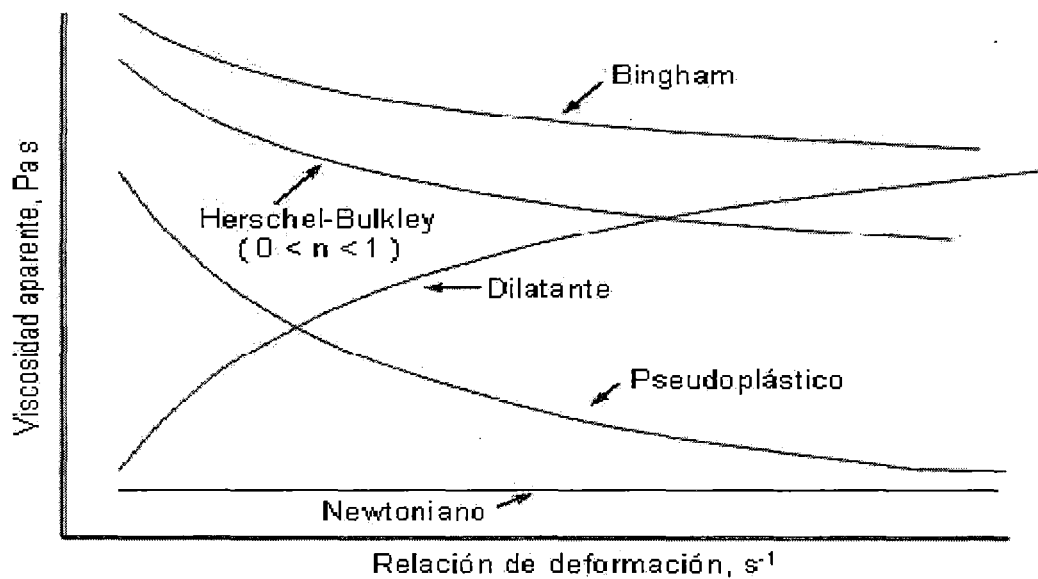 Viscosidad aparente, Pa s
Bingham
Herschel-Bulkley
( 0 < n < 1 )
Dilatante
Pseudoplástico
Newtoniano
Relación de deformación, s⁻¹